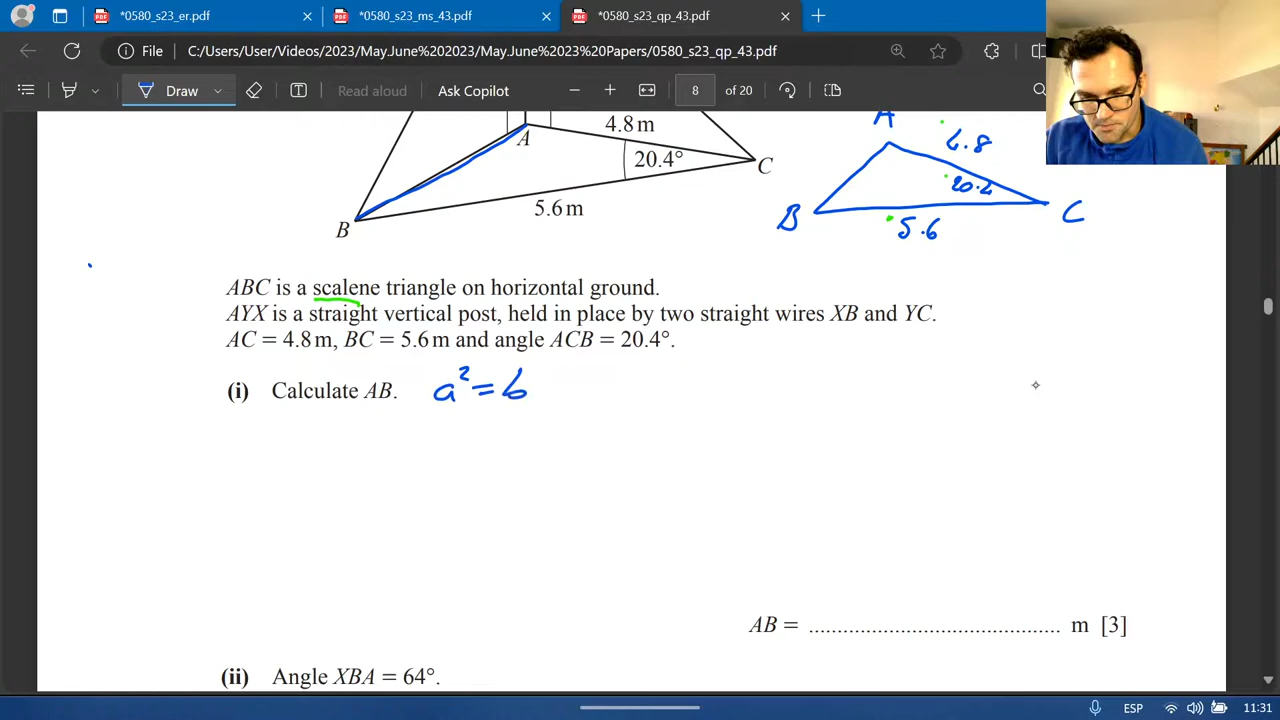 *0580_s23_er.pdf
*0580_s23_ms_43.pdf
*0580_s23_qp_43.pdf
File
C:/Users/User/Videos/2023/May.June%202023/May.June%2023%20Papers/0580_s23_qp_43.pdf
Draw
Read aloud
Ask Copilot
8 of 20
4.8 m
A
20.4°
C
5.6 m
B
A
4.8
20.4
B
C
5.6
ABC is a scalene triangle on horizontal ground.
AYX is a straight vertical post, held in place by two straight wires XB and YC.
AC = 4.8 m, BC = 5.6 m and angle ACB = 20.4°.
(i) Calculate AB. a² = b
AB = ............................................. m [3]
(ii) Angle XBA = 64°.
ESP
11:31